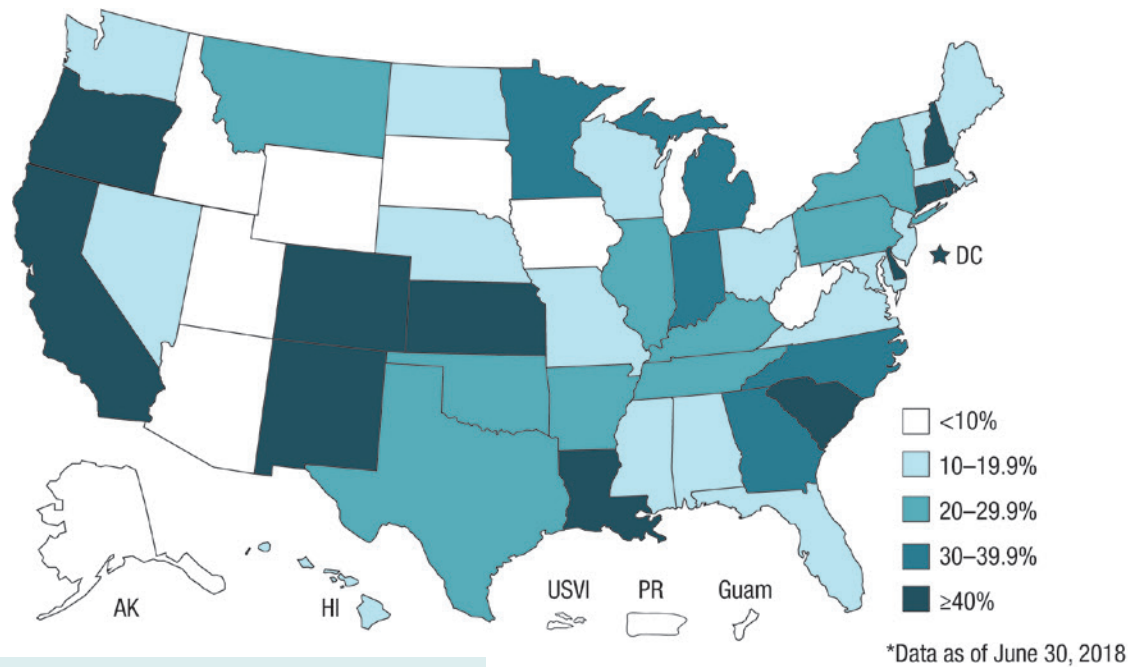 DC
<10%
10–19.9%
20–29.9%
30–39.9%
≥40%
AK
HI
USVI
PR
Guam
*Data as of June 30, 2018